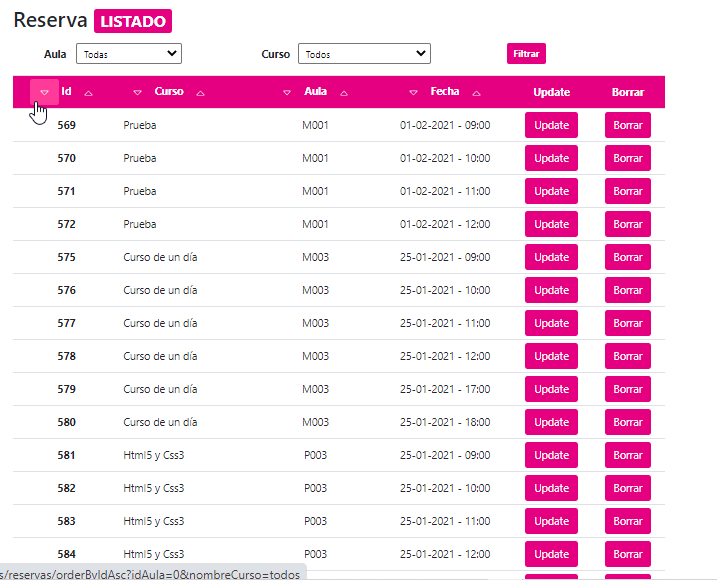 Reserva LISTADO
Aula Todas Curso Todos Filtrar
Id Curso Aula Fecha Update Borrar
569 Prueba M001 01-02-2021 - 09:00 Update Borrar
570 Prueba M001 01-02-2021 - 10:00 Update Borrar
571 Prueba M001 01-02-2021 - 11:00 Update Borrar
572 Prueba M001 01-02-2021 - 12:00 Update Borrar
575 Curso de un día M003 25-01-2021 - 09:00 Update Borrar
576 Curso de un día M003 25-01-2021 - 10:00 Update Borrar
577 Curso de un día M003 25-01-2021 - 11:00 Update Borrar
578 Curso de un día M003 25-01-2021 - 12:00 Update Borrar
579 Curso de un día M003 25-01-2021 - 17:00 Update Borrar
580 Curso de un día M003 25-01-2021 - 18:00 Update Borrar
581 Html5 y Css3 P003 25-01-2021 - 09:00 Update Borrar
582 Html5 y Css3 P003 25-01-2021 - 10:00 Update Borrar
583 Html5 y Css3 P003 25-01-2021 - 11:00 Update Borrar
584 Html5 y Css3 P003 25-01-2021 - 12:00 Update Borrar
s/reservas/orderByIdAsc?idAula=0&nombreCurso=todos